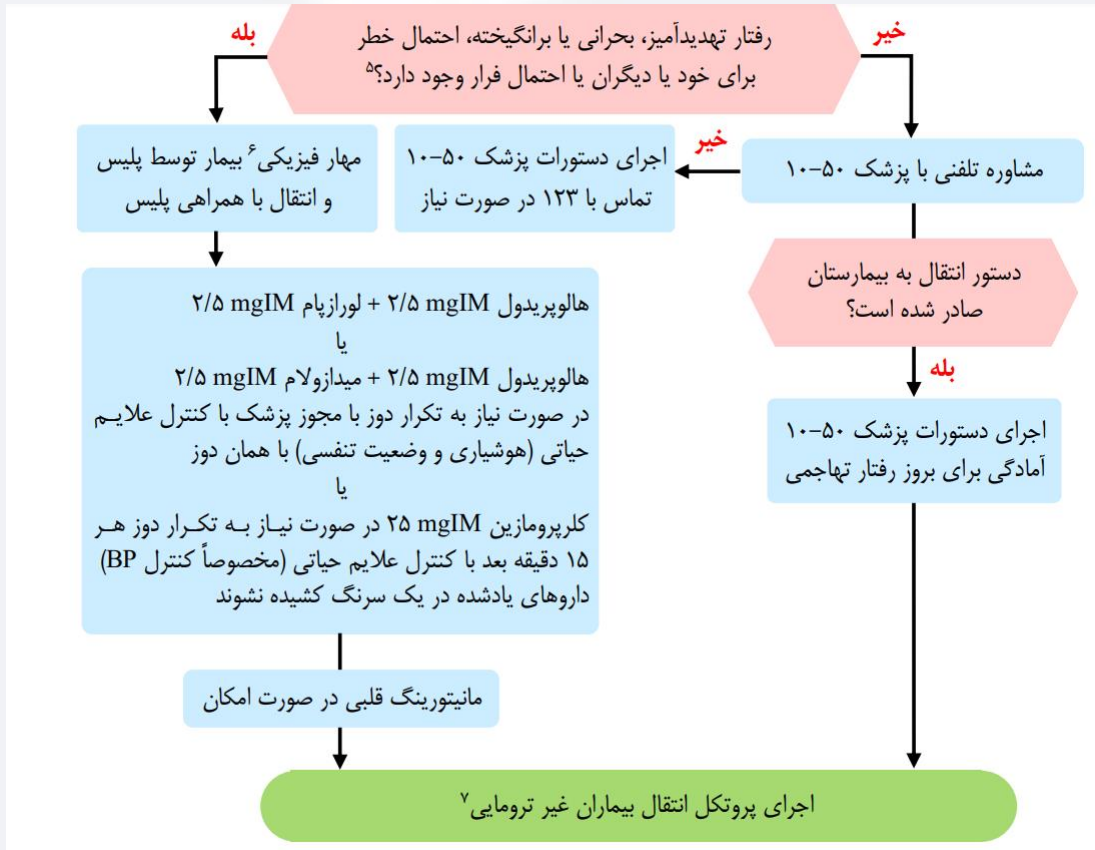 رفتار تهدیدآمیز، بحرانی یا برانگیخته، احتمال خطر
برای خود یا دیگران یا احتمال فرار وجود دارد؟۵
خیر
بله
مشاوره تلفنی با پزشک ۵۰-۱۰
خیر
اجرای دستورات پزشک ۵۰-۱۰
تماس با ۱۲۳ در صورت نیاز
مهار فیزیکی۶ بیمار توسط پلیس
و انتقال با همراهی پلیس
دستور انتقال به بیمارستان
صادر شده است؟
بله
اجرای دستورات پزشک ۵۰-۱۰
آمادگی برای بروز رفتار تهاجمی
هالوپریدول ۲/۵ mgIM + لورازپام ۲/۵ mgIM
یا
هالوپریدول ۲/۵ mgIM + میدازولام ۲/۵ mgIM
در صورت نیاز به تکرار دوز با مجوز پزشک با کنترل علایم
حیاتی (هوشیاری و وضعیت تنفسی) با همان دوز
یا
کلرپرومازین ۲۵ mgIM در صورت نیاز به تکرار دوز هر
۱۵ دقیقه بعد با کنترل علایم حیاتی (مخصوصاً کنترل BP)
داروهای یادشده در یک سرنگ کشیده نشوند
مانیتورینگ قلبی در صورت امکان
اجرای پروتکل انتقال بیماران غیر ترومایی۷